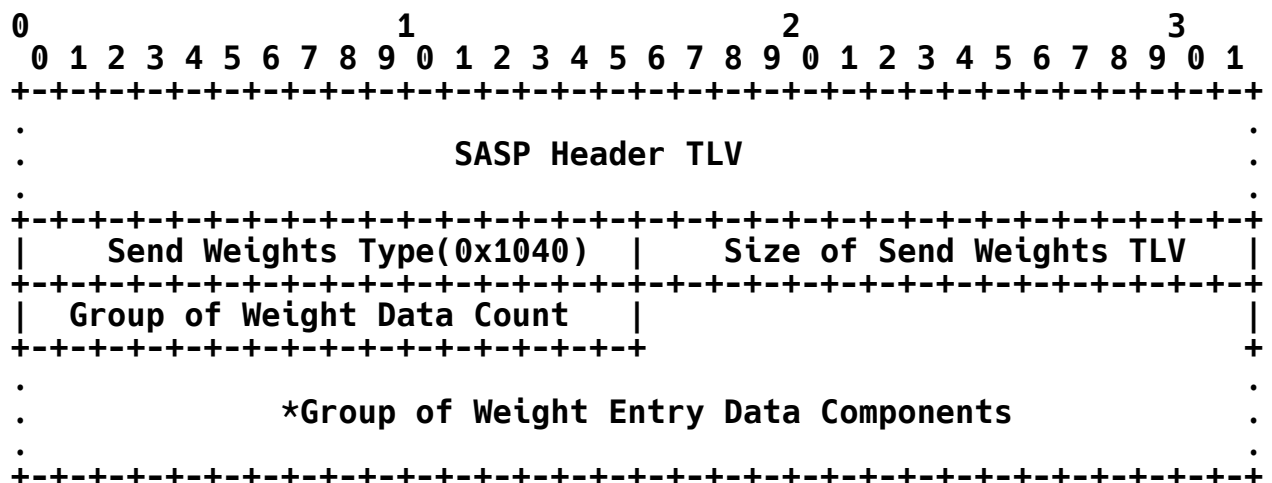 0                   1                   2                   3
 0 1 2 3 4 5 6 7 8 9 0 1 2 3 4 5 6 7 8 9 0 1 2 3 4 5 6 7 8 9 0 1
+-+-+-+-+-+-+-+-+-+-+-+-+-+-+-+-+-+-+-+-+-+-+-+-+-+-+-+-+-+-+-+-+
.                                                               .
.                      SASP Header TLV                          .
.                                                               .
+-+-+-+-+-+-+-+-+-+-+-+-+-+-+-+-+-+-+-+-+-+-+-+-+-+-+-+-+-+-+-+-+
|    Send Weights Type(0x1040)  |    Size of Send Weights TLV   |
+-+-+-+-+-+-+-+-+-+-+-+-+-+-+-+-+-+-+-+-+-+-+-+-+-+-+-+-+-+-+-+-+
|  Group of Weight Data Count   |                               |
+-+-+-+-+-+-+-+-+-+-+-+-+-+-+-+-+                               +
.                                                               .
.             *Group of Weight Entry Data Components            .
.                                                               .
+-+-+-+-+-+-+-+-+-+-+-+-+-+-+-+-+-+-+-+-+-+-+-+-+-+-+-+-+-+-+-+-+